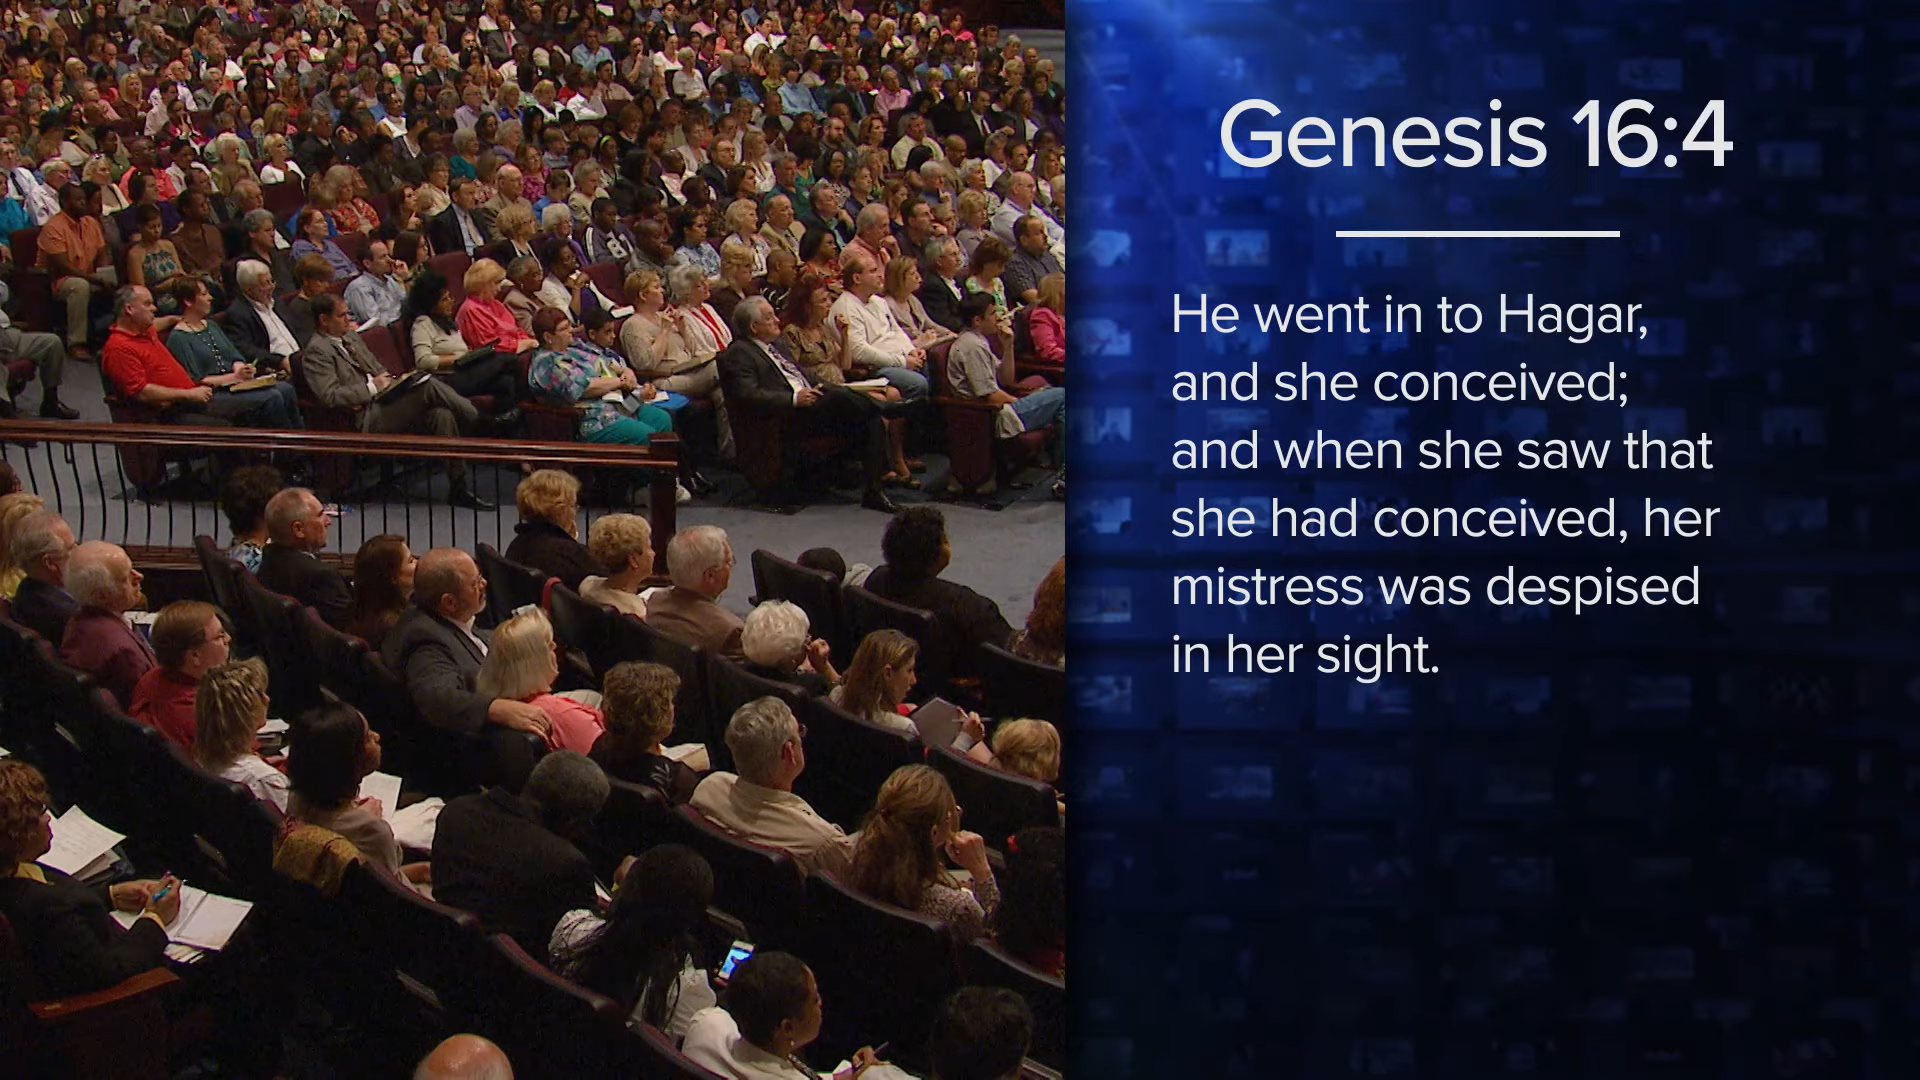 Genesis 16:4
He went in to Hagar,
and she conceived;
and when she saw that
she had conceived, her
mistress was despised
in her sight.